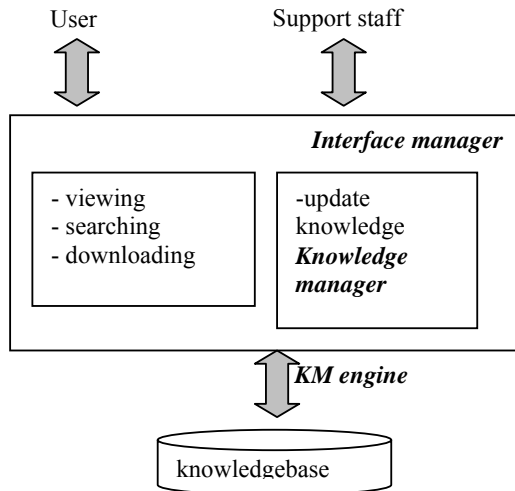 User
Support staff
Interface manager
- viewing
- searching
- downloading
-update
knowledge
Knowledge
manager
KM engine
knowledgebase